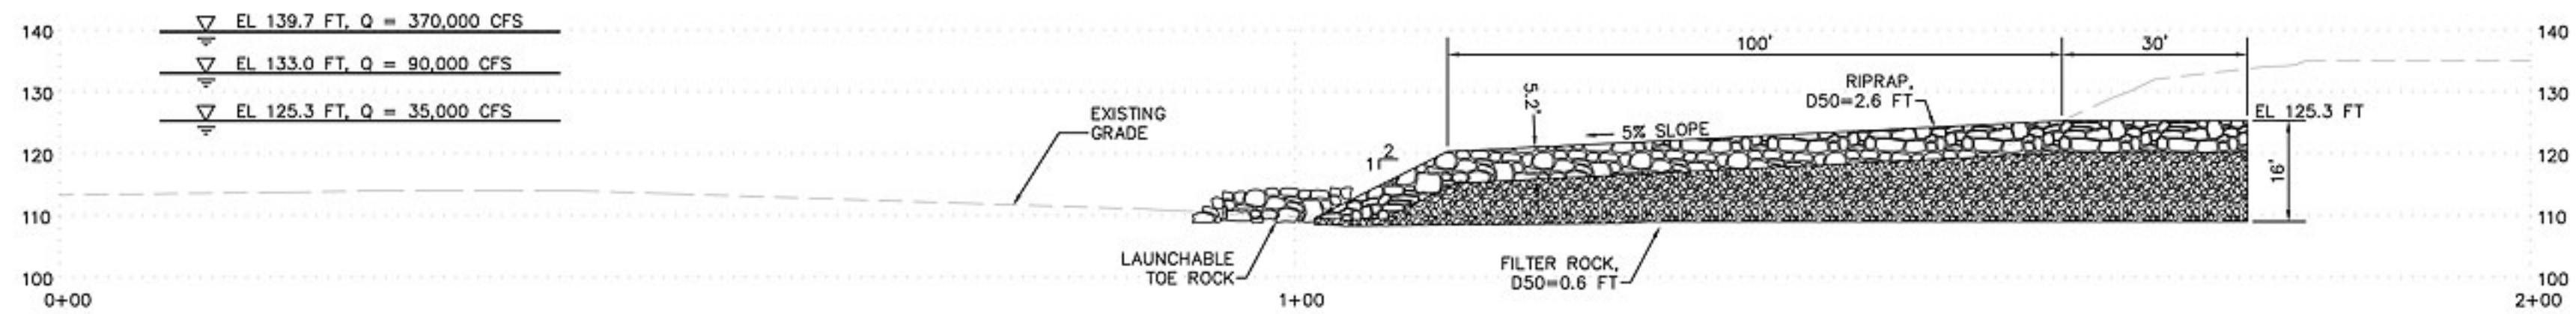 EL 139.7 FT, Q = 370,000 CFS
140
140
100'
30'
EL 133.0 FT, Q = 90,000 CFS
RIPRAP,
D50=2.6 FT
130
130
EL 125.3 FT, Q = 35,000 CFS
5.2'
EXISTING
GRADE
EL 125.3 FT
5% SLOPE
120
120
1
2
16'
110
110
LAUNCHABLE
TOE ROCK
FILTER ROCK,
D50=0.6 FT
100
100
0+00
1+00
2+00